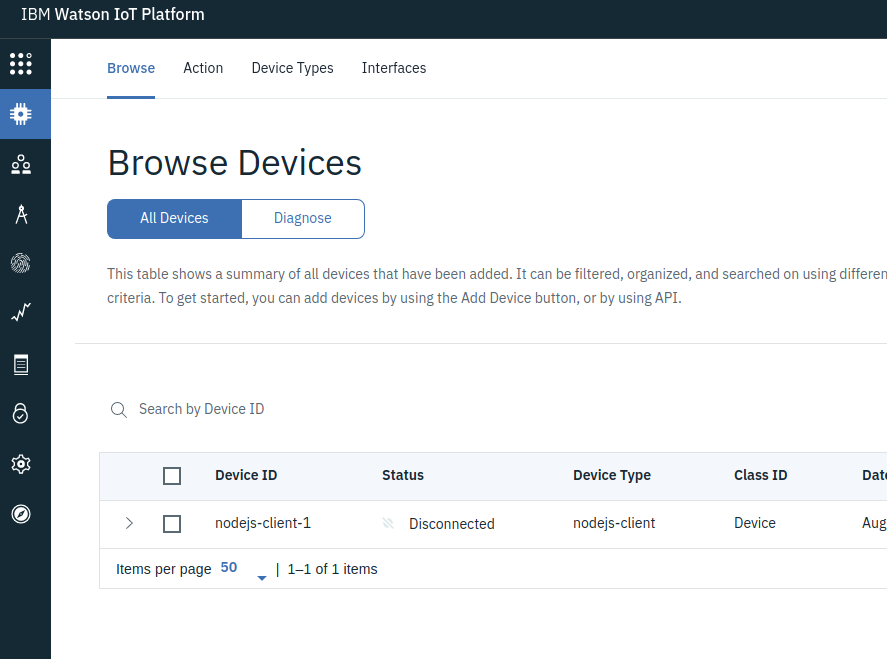 IBM Watson IoT Platform
Browse Action Device Types Interfaces
Browse Devices
All Devices Diagnose
This table shows a summary of all devices that have been added. It can be filtered, organized, and searched on using
criteria. To get started, you can add devices by using the Add Device button, or by using API.
Search by Device ID
Device ID Status Device Type Class ID
nodejs-client-1 Disconnected nodejs-client Device Aug
Items per page 50 | 1–1 of 1 items